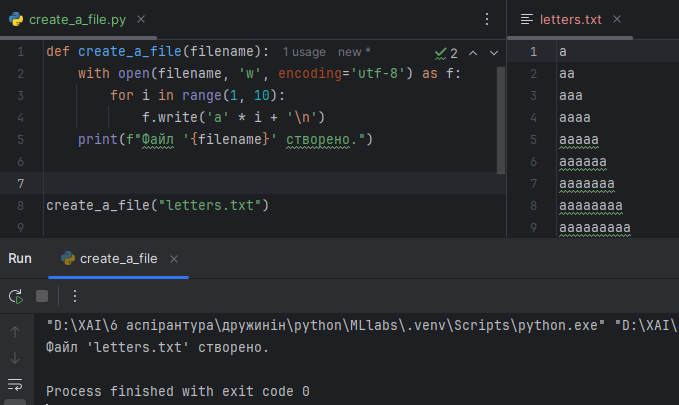 create_a_file.py
letters.txt
1 def create_a_file(filename): 1 usage new *
2 with open(filename, 'w', encoding='utf-8') as f:
3 for i in range(1, 10):
4 f.write('a' * i + '\n')
5 print(f"Файл '{filename}' створено.")
6
7
8 create_a_file("letters.txt")
2
1 a
2 aa
3 aaa
4 aaaa
5 aaaaa
6 aaaaaa
7 aaaaaaa
8 aaaaaaaa
9 aaaaaaaaa
Run create_a_file
"D:\XAI\6 аспірантура\дружинін\python\MLlabs\.venv\Scripts\python.exe" "D:\XAI\
Файл 'letters.txt' створено.
Process finished with exit code 0